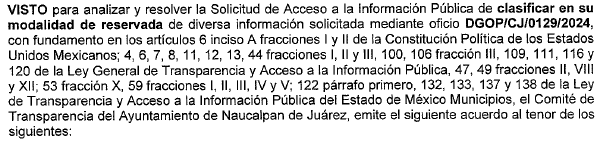 VISTO para analizar y resolver la Solicitud de Acceso a la Información Pública de clasificar en su
modalidad de reservada de diversa información solicitada mediante oficio DGOP/CJ/0129/2024,
con fundamento en los artículos 6 inciso A fracciones I y II de la Constitución Política de los Estados
Unidos Mexicanos; 4, 6, 7, 8, 11, 12, 13, 44 fracciones I, II y III, 100, 106 fracción III, 109, 111, 116 y
120 de la Ley General de Transparencia y Acceso a la Información Pública, 47, 49 fracciones II, VIII
y XII; 53 fracción X, 59 fracciones I, II, III, IV y V; 122 párrafo primero, 132, 133, 137 y 138 de la Ley
de Transparencia y Acceso a la Información Pública del Estado de México Municipios, el Comité de
Transparencia del Ayuntamiento de Naucalpan de Juárez, emite el siguiente acuerdo al tenor de los
siguientes: